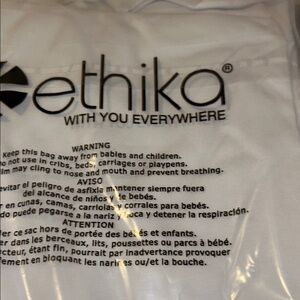 ethika®
WITH YOU EVERYWHERE
WARNING
Keep this bag away from babies and children.
not use in cribs, beds, carriages or playpens.
film may cling to nose and mouth and prevent breathing.
AVISO
evitar el peligro de asfixia mantener siempre fuera
del alcance de niños y de bebés.
en cunas, camas, carriolas y corrales para bebés.
puede pegarse a la nariz y boca y detener la respiración.
ATTENTION
ce sac hors de portée des bébés et enfants.
dans les berceaux, lits, poussettes ou parcs à bébé.
étant fin, pourrait par inadvertance provoquer
en bloquant les narires ou/et la bouche.